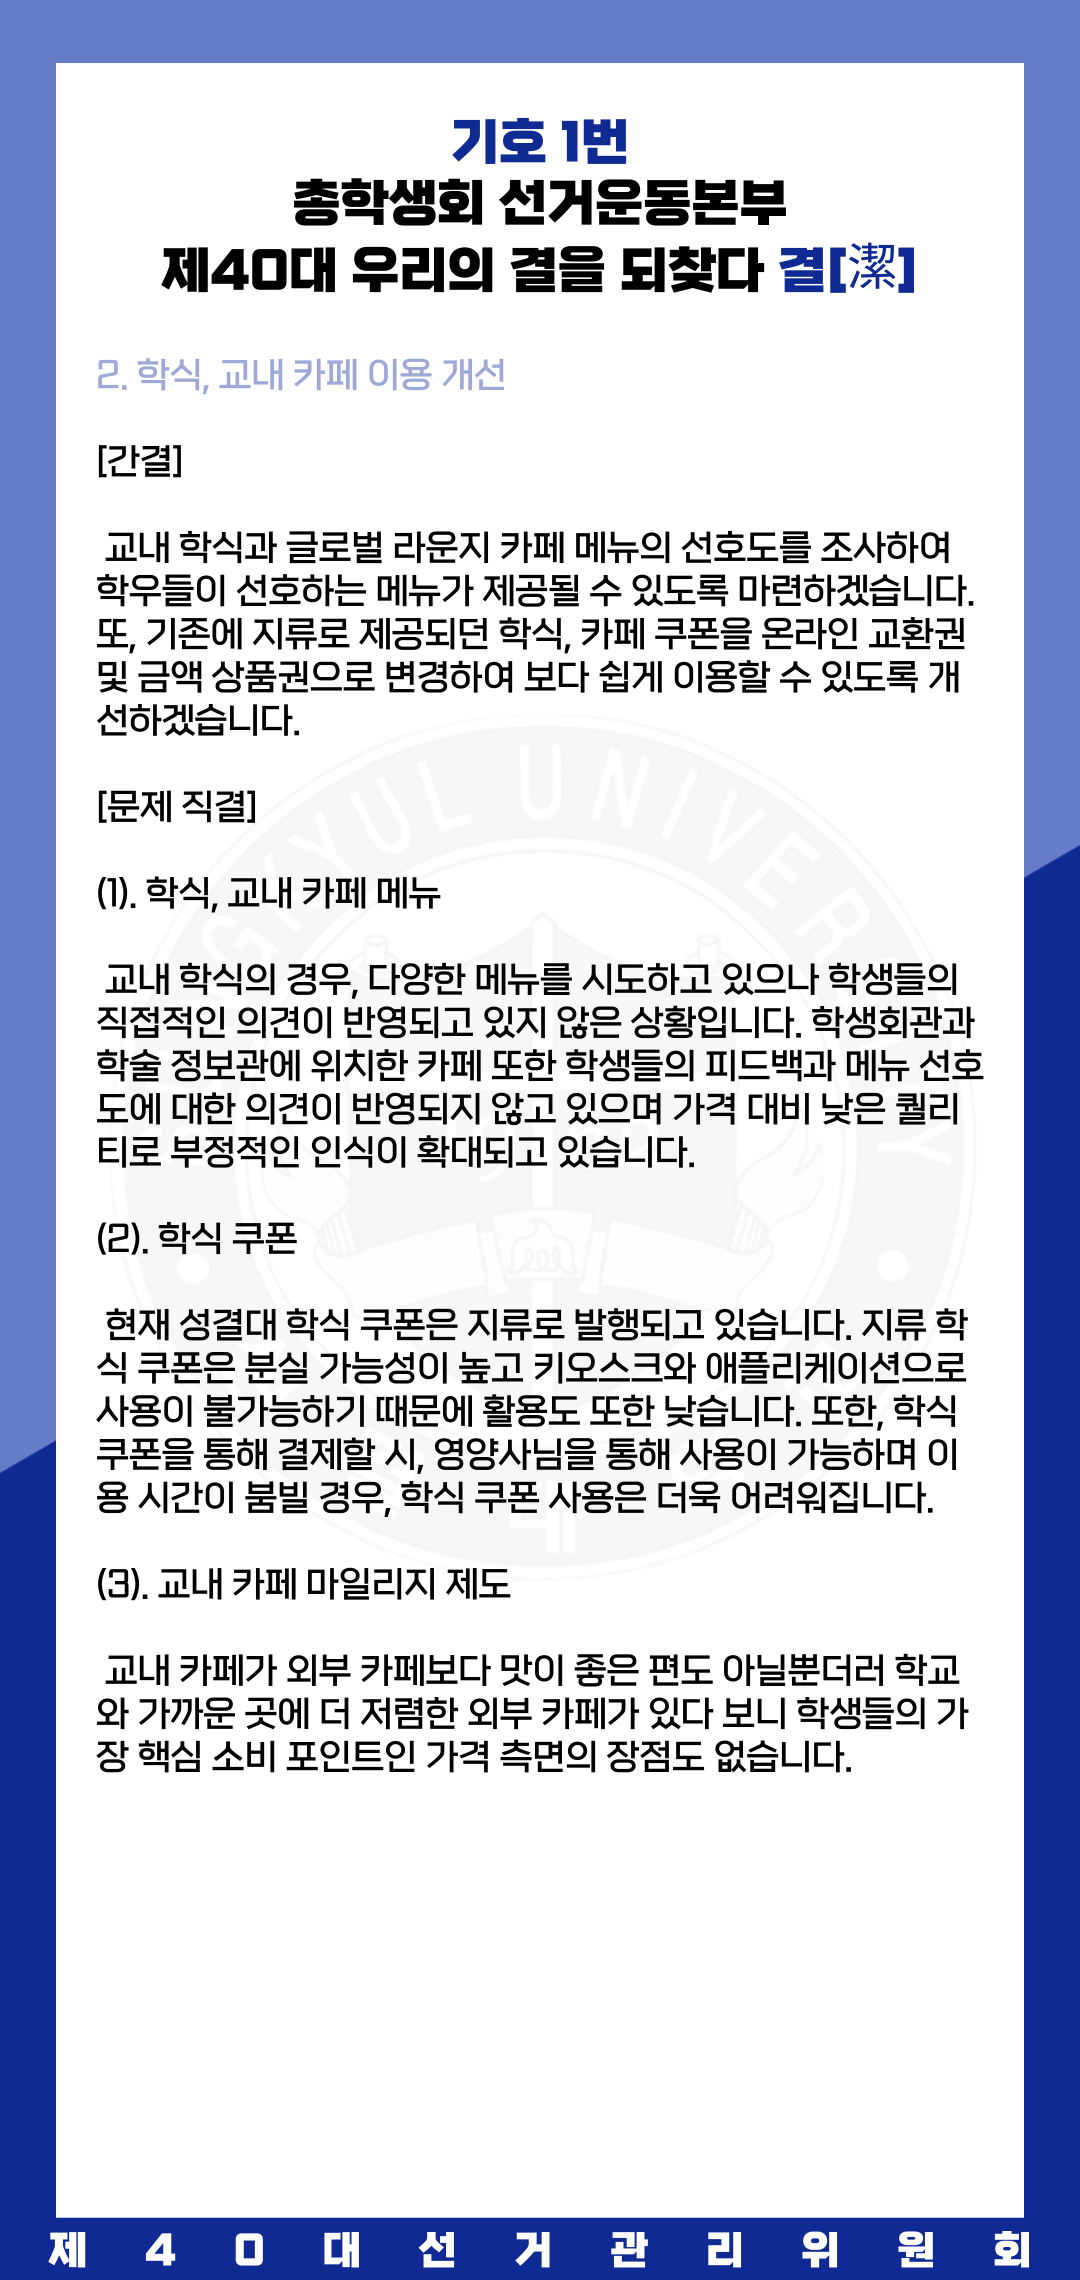 기호 1번
총학생회 선거운동본부
제40대 우리의 결을 되찾다 결[潔]
2. 학식, 교내 카페 이용 개선
[간결]
교내 학식과 글로벌 라운지 카페 메뉴의 선호도를 조사하여
학우들이 선호하는 메뉴가 제공될 수 있도록 마련하겠습니다.
또, 기존에 지류로 제공되던 학식, 카페 쿠폰을 온라인 교환권
및 금액 상품권으로 변경하여 보다 쉽게 이용할 수 있도록 개
선하겠습니다.
[문제 직결]
(1). 학식, 교내 카페 메뉴
교내 학식의 경우, 다양한 메뉴를 시도하고 있으나 학생들의
직접적인 의견이 반영되고 있지 않은 상황입니다. 학생회관과
학술 정보관에 위치한 카페 또한 학생들의 피드백과 메뉴 선호
도에 대한 의견이 반영되지 않고 있으며 가격 대비 낮은 퀄리
티로 부정적인 인식이 확대되고 있습니다.
(2). 학식 쿠폰
현재 성결대 학식 쿠폰은 지류로 발행되고 있습니다. 지류 학
식 쿠폰은 분실 가능성이 높고 키오스크와 애플리케이션으로
사용이 불가능하기 때문에 활용도 또한 낮습니다. 또한, 학식
쿠폰을 통해 결제할 시, 영양사님을 통해 사용이 가능하며 이
용 시간이 붐빌 경우, 학식 쿠폰 사용은 더욱 어려워집니다.
(3). 교내 카페 마일리지 제도
교내 카페가 외부 카페보다 맛이 좋은 편도 아닐뿐더러 학교
와 가까운 곳에 더 저렴한 외부 카페가 있다 보니 학생들의 가
장 핵심 소비 포인트인 가격 측면의 장점도 없습니다.
제40대선거관리위원회